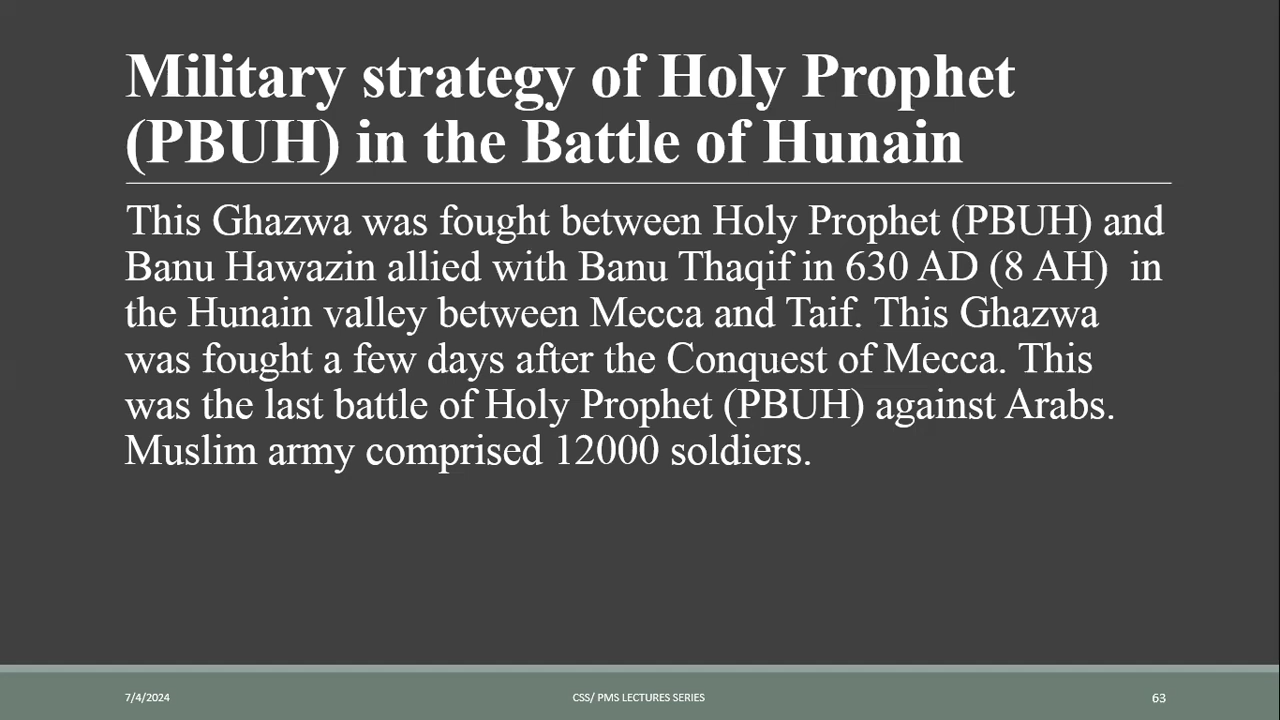 Military strategy of Holy Prophet
(PBUH) in the Battle of Hunain
This Ghazwa was fought between Holy Prophet (PBUH) and
Banu Hawazin allied with Banu Thaqif in 630 AD (8 AH)  in
the Hunain valley between Mecca and Taif. This Ghazwa
was fought a few days after the Conquest of Mecca. This
was the last battle of Holy Prophet (PBUH) against Arabs.
Muslim army comprised 12000 soldiers.
7/4/2024
CSS/ PMS LECTURES SERIES
63